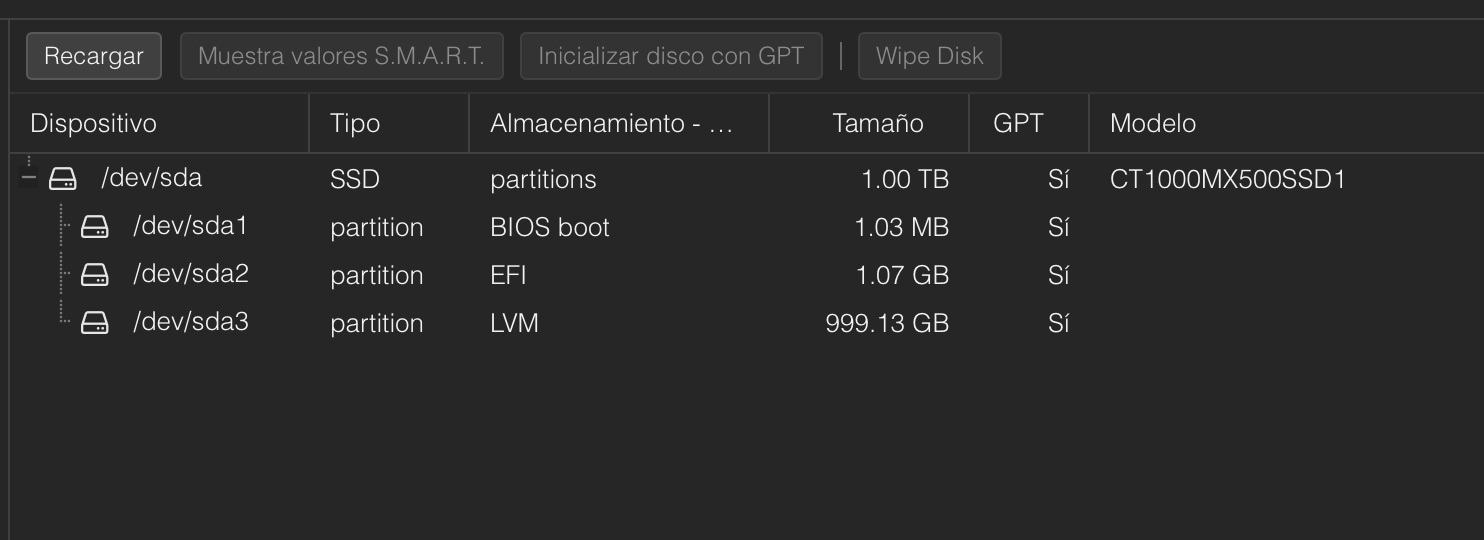 Recargar Muestra valores S.M.A.R.T. Inicializar disco con GPT Wipe Disk
Dispositivo Tipo Almacenamiento - … Tamaño GPT Modelo
/dev/sda SSD partitions 1.00 TB Sí CT1000MX500SSD1
/dev/sda1 partition BIOS boot 1.03 MB Sí
/dev/sda2 partition EFI 1.07 GB Sí
/dev/sda3 partition LVM 999.13 GB Sí